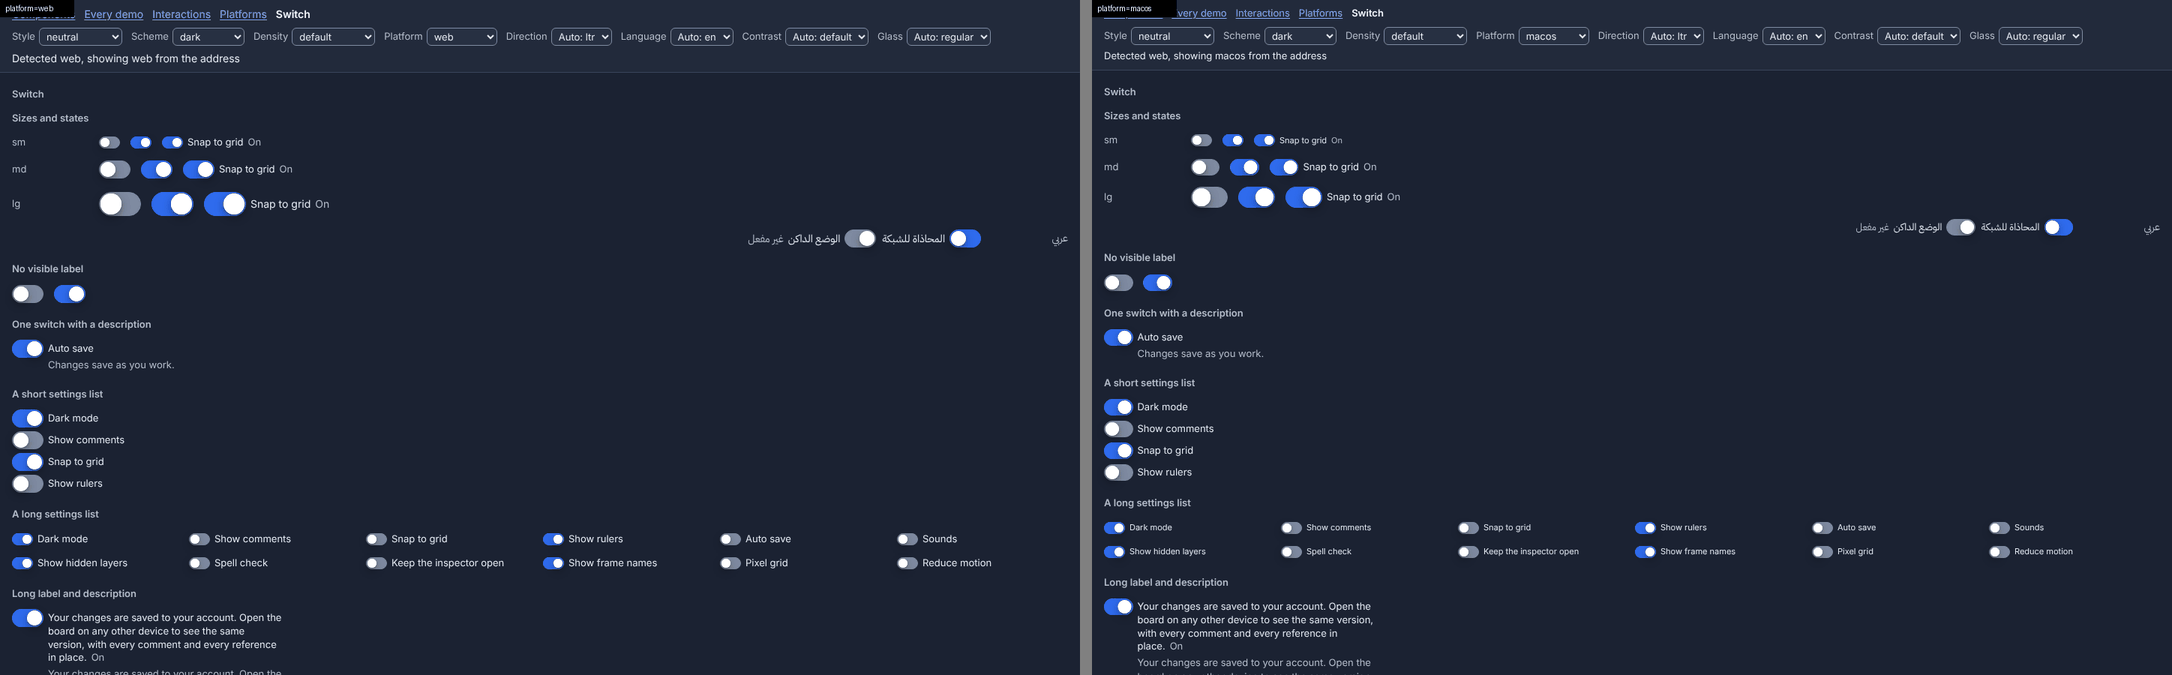 platform=web
Every demo Interactions Platforms Switch
Style neutral Scheme dark Density default Platform web Direction Auto: ltr Language Auto: en Contrast Auto: default Glass Auto: regular
Detected web, showing web from the address
Switch
Sizes and states
sm Snap to grid On
md Snap to grid On
lg Snap to grid On
عربي المحاذاة للشبكة الوضع الداكن غير مفعل
No visible label
One switch with a description
Auto save
Changes save as you work.
A short settings list
Dark mode
Show comments
Snap to grid
Show rulers
A long settings list
Dark mode Show comments Snap to grid Show rulers Auto save Sounds
Show hidden layers Spell check Keep the inspector open Show frame names Pixel grid Reduce motion
Long label and description
Your changes are saved to your account. Open the
board on any other device to see the same
version, with every comment and every reference
in place. On
Your changes are saved to your account. Open the
platform=macos
Every demo Interactions Platforms Switch
Style neutral Scheme dark Density default Platform macos Direction Auto: ltr Language Auto: en Contrast Auto: default Glass Auto: regular
Detected web, showing macos from the address
Switch
Sizes and states
sm Snap to grid On
md Snap to grid On
lg Snap to grid On
عربي المحاذاة للشبكة الوضع الداكن غير مفعل
No visible label
One switch with a description
Auto save
Changes save as you work.
A short settings list
Dark mode
Show comments
Snap to grid
Show rulers
A long settings list
Dark mode Show comments Snap to grid Show rulers Auto save Sounds
Show hidden layers Spell check Keep the inspector open Show frame names Pixel grid Reduce motion
Long label and description
Your changes are saved to your account. Open the
board on any other device to see the same version,
with every comment and every reference in
place. On
Your changes are saved to your account. Open the